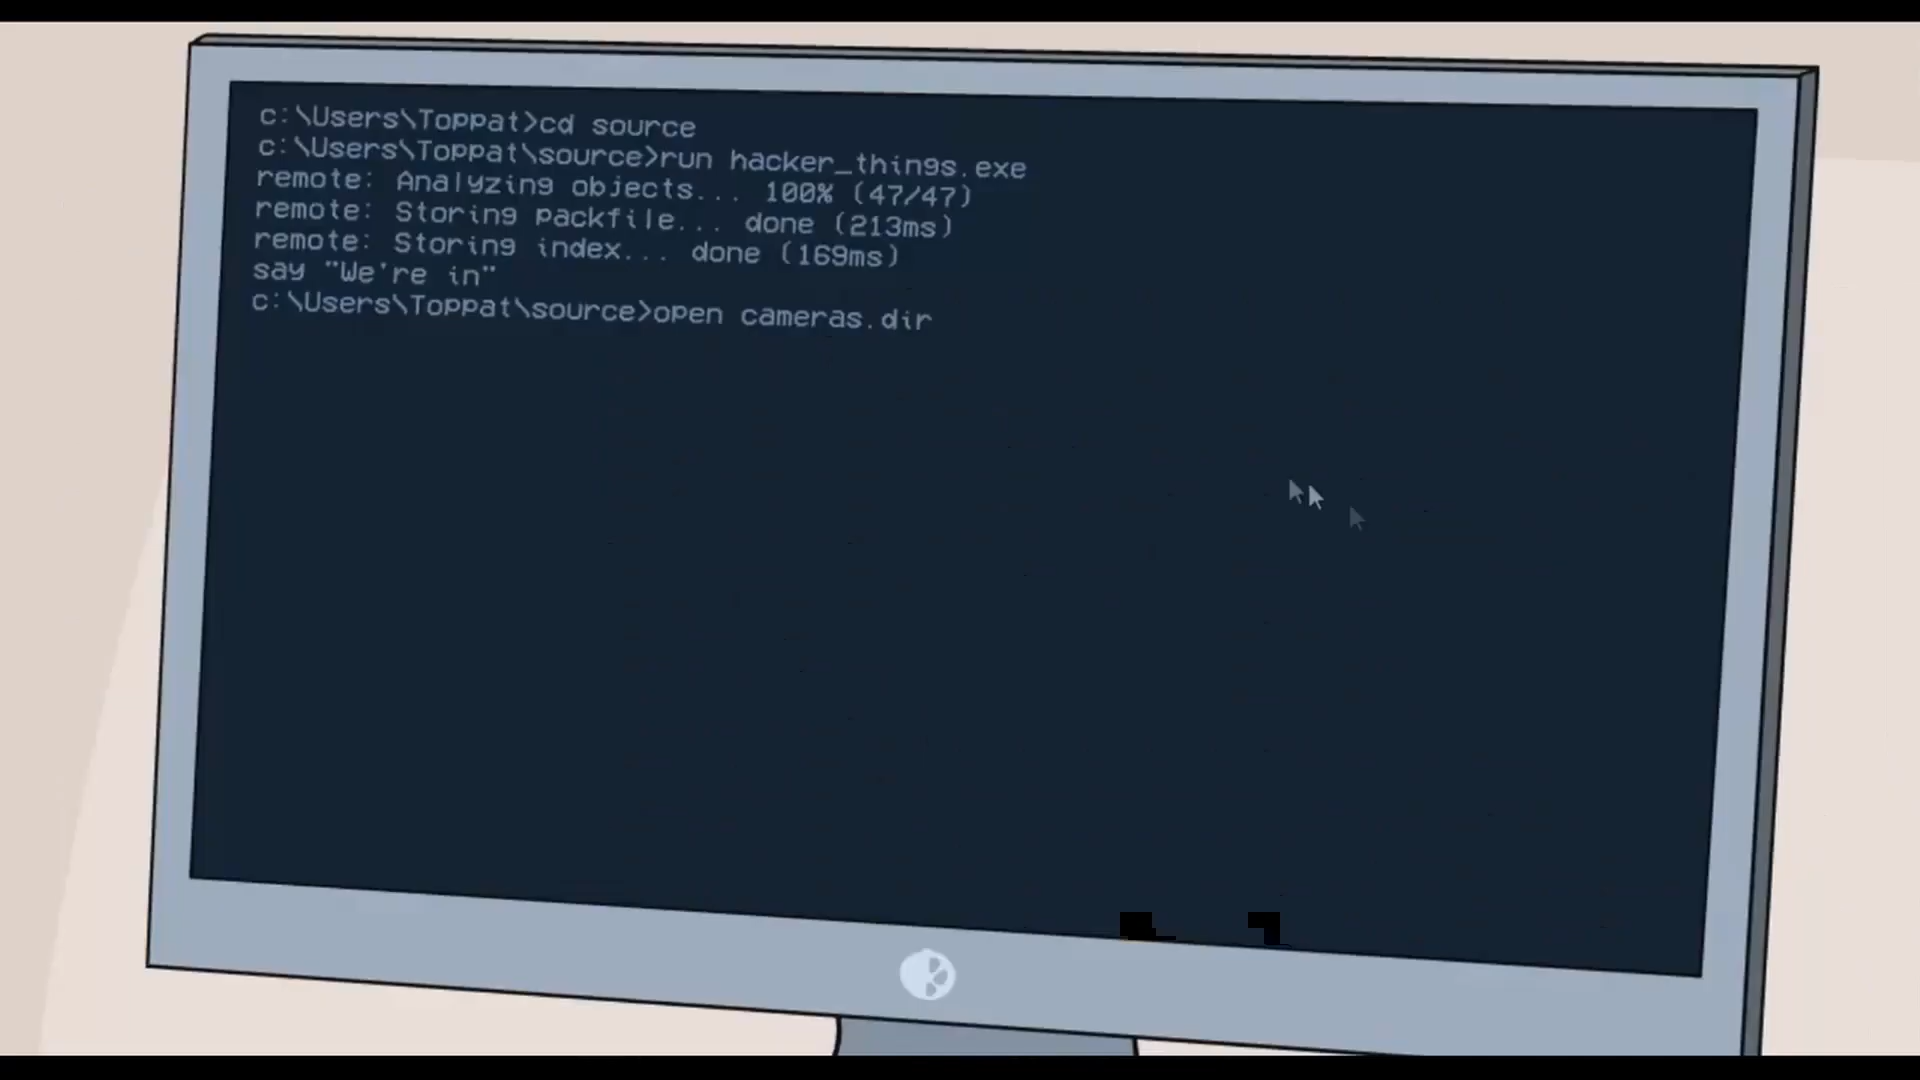 c:\Users\Toppat>cd source
c:\Users\Toppat\source>run hacker_things.exe
remote: Analyzing objects... 100% (47/47)
remote: Storing packfile... done (213ms)
remote: Storing index... done (169ms)
say "We're in"
c:\Users\Toppat\source>open cameras.dir